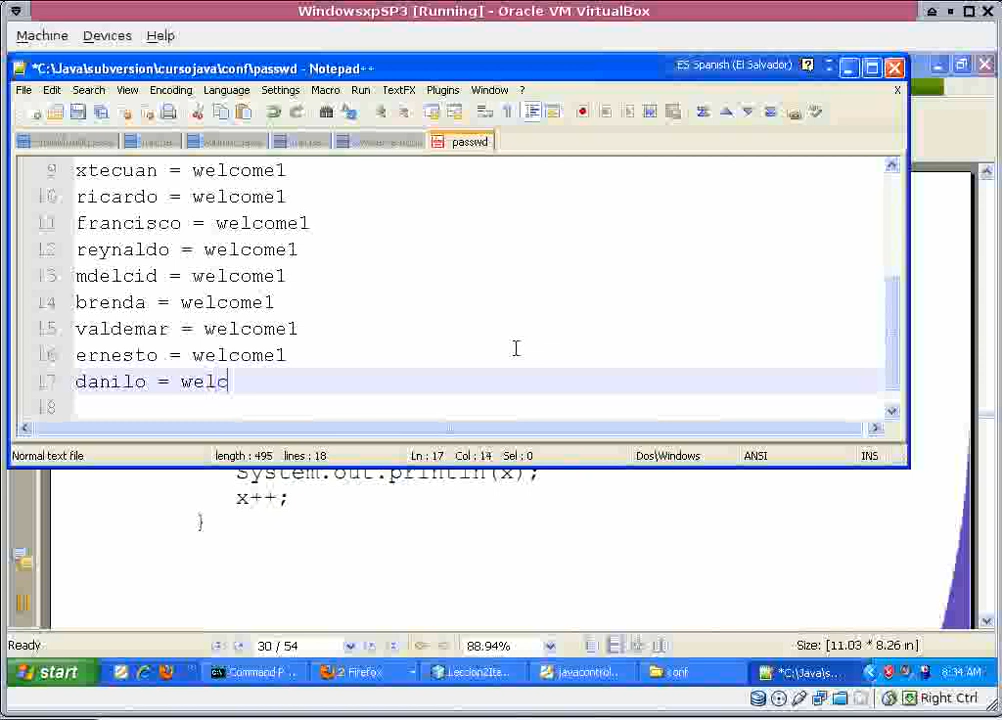 WindowsxpSP3 [Running] - Oracle VM VirtualBox
Machine Devices Help
*C:\Java\subversion\cursojava\conf\passwd - Notepad++
ES Spanish (El Salvador)
File Edit Search View Encoding Language Settings Macro Run TextFX Plugins Window ?
X
passwd
9 xtecuan = welcome1
10 ricardo = welcome1
11 francisco = welcome1
12 reynaldo = welcome1
13 mdelcid = welcome1
14 brenda = welcome1
15 valdemar = welcome1
16 ernesto = welcome1
17 danilo = welc
18
Normal text file length : 495 lines : 18 Ln : 17 Col : 14 Sel : 0 Dos\Windows ANSI INS
System.out.println(x);
x++;
}
Ready 30 / 54 88.94% Size: [11.03 * 8.26 in]
start Command P... 2 Firefox Leccion2Ite... javacontrol... conf *C:\Java\s... 8:34 AM
Right Ctrl